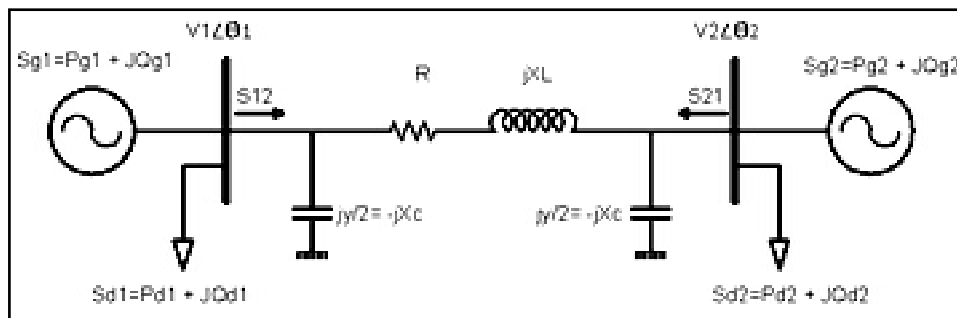 V1∠θ1
V2∠θ2
Sg1=Pg1 + JQg1
Sg2=Pg2 + JQg2
R
jXL
S12
S21
jy/2= -jXc
jy/2= -jXc
Sd1=Pd1 + JQd1
Sd2=Pd2 + JQd2